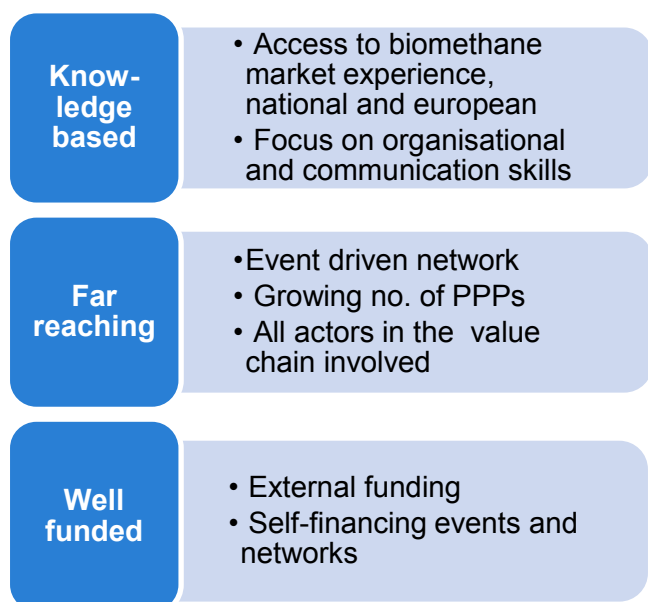 Know-
ledge
based
• Access to biomethane
market experience,
national and european
• Focus on organisational
and communication skills
Far
reaching
•Event driven network
• Growing no. of PPPs
• All actors in the value
chain involved
Well
funded
• External funding
• Self-financing events and
networks